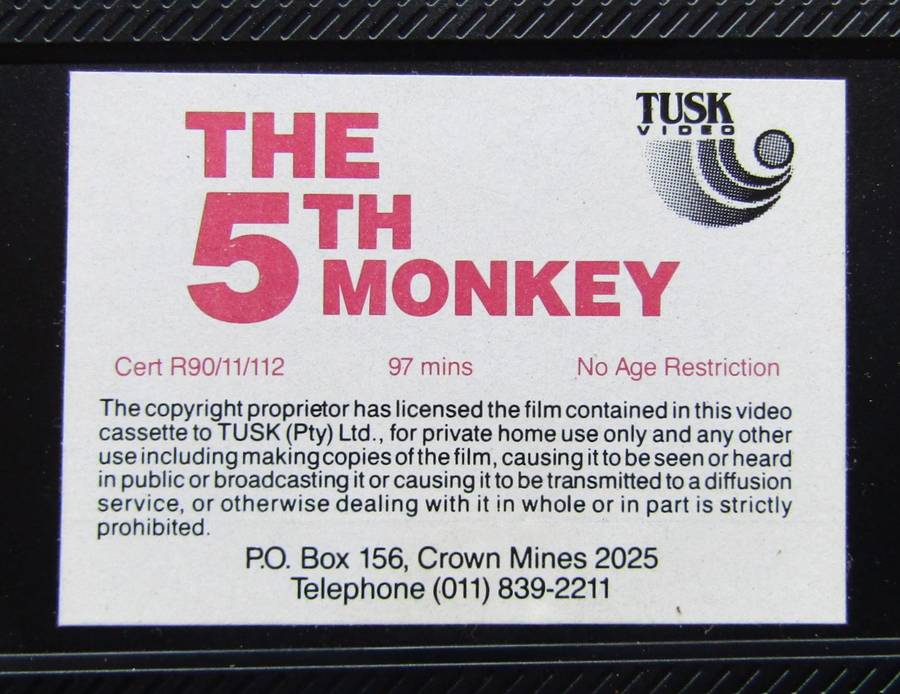 TUSK
VIDEO
THE
5TH
MONKEY
Cert R90/11/112 97 mins No Age Restriction
The copyright proprietor has licensed the film contained in this video
cassette to TUSK (Pty) Ltd., for private home use only and any other
use including making copies of the film, causing it to be seen or heard
in public or broadcasting it or causing it to be transmitted to a diffusion
service, or otherwise dealing with it in whole or in part is strictly
prohibited.
P.O. Box 156, Crown Mines 2025
Telephone (011) 839-2211